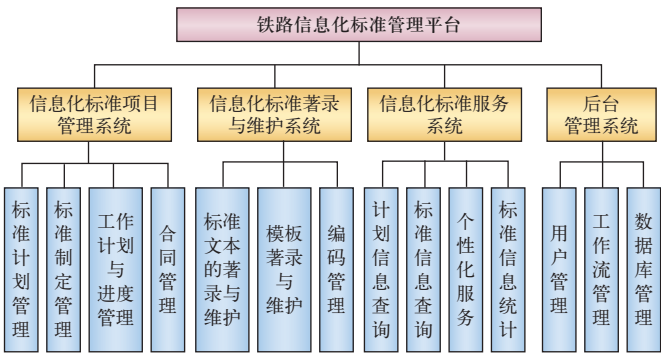 铁路信息化标准管理平台
信息化标准项目
管理系统
信息化标准著录
与维护系统
信息化标准服务
系统
后台
管理系统
标准计划管理
标准制定管理
工作
计划
与
进度
管理
合同管理
标准
文本
的著
录与
维护
模板
著录
与
维护
编码管理
计划信息查询
标准信息查询
个性化服务
标准信息统计
用户管理
工作流管理
数据库管理